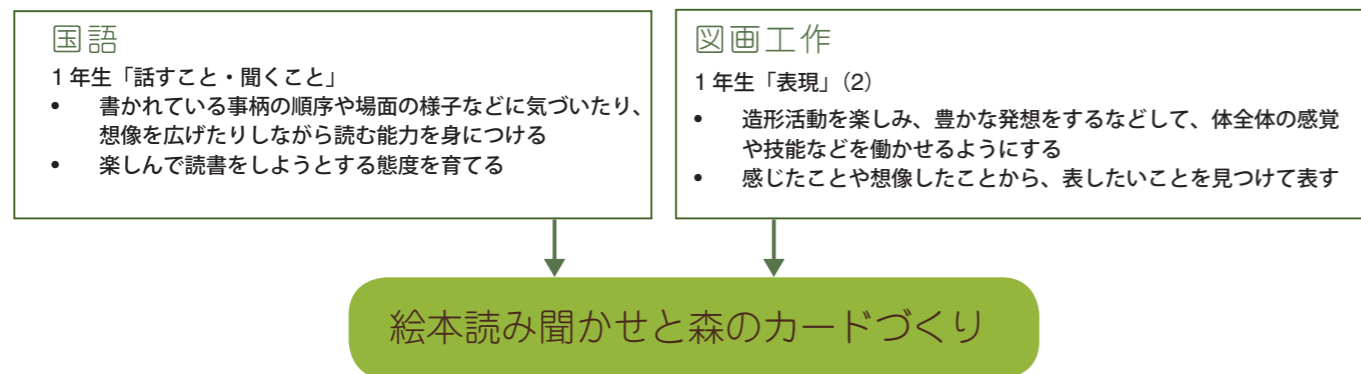 国語
1年生「話すこと・聞くこと」
• 書かれている事柄の順序や場面の様子などに気づいたり、
想像を広げたりしながら読む能力を身につける
• 楽しんで読書をしようとする態度を育てる
図画工作
1年生「表現」(2)
• 造形活動を楽しみ、豊かな発想をするなどして、体全体の感覚
や技能などを働かせるようにする
• 感じたことや想像したことから、表したいことを見つけて表す
絵本読み聞かせと森のカードづくり